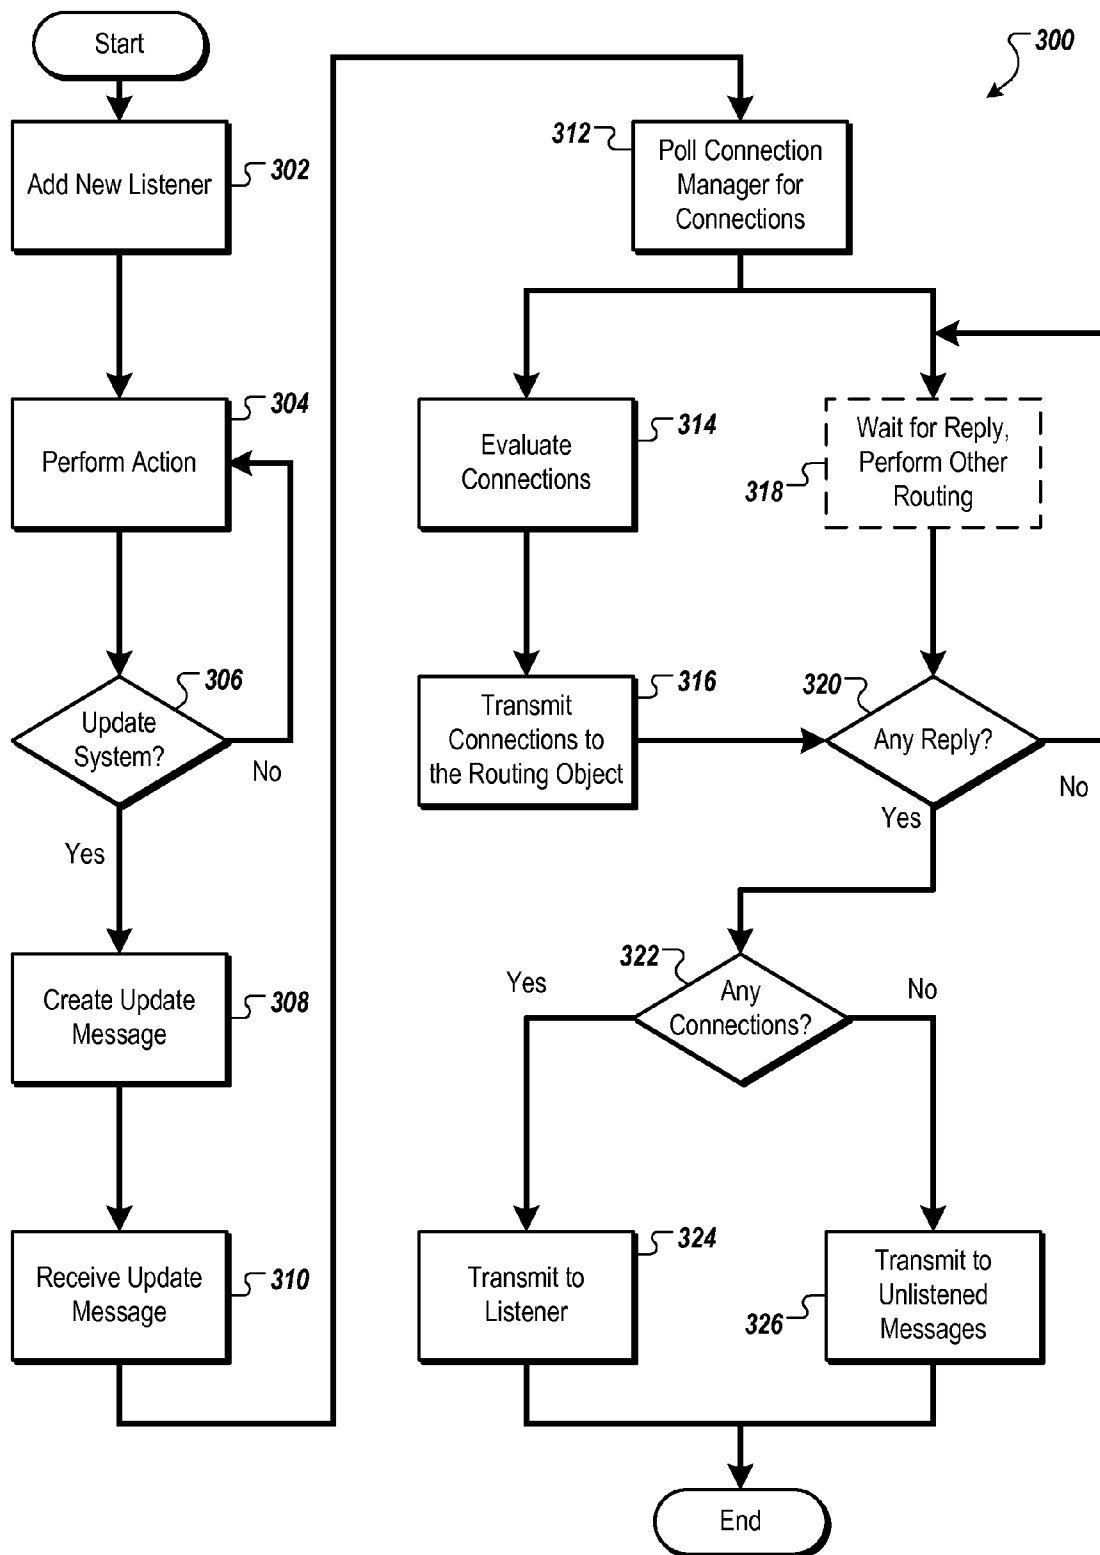 Start
300
Add New Listener
302
Perform Action
304
Update
System?
306
No
Yes
Create Update
Message
308
Receive Update
Message
310
312
Poll Connection
Manager for
Connections
Evaluate
Connections
314
Wait for Reply,
Perform Other
Routing
318
Transmit
Connections to
the Routing Object
316
320
Any Reply?
No
Yes
322
Any
Connections?
Yes
No
Transmit to
Listener
324
Transmit to
Unlistened
Messages
326
End